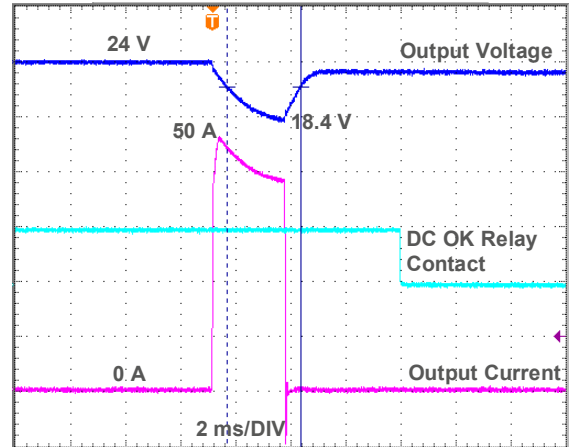 T
24 V
Output Voltage
18.4 V
50 A
DC OK Relay
Contact
0 A
Output Current
2 ms/DIV